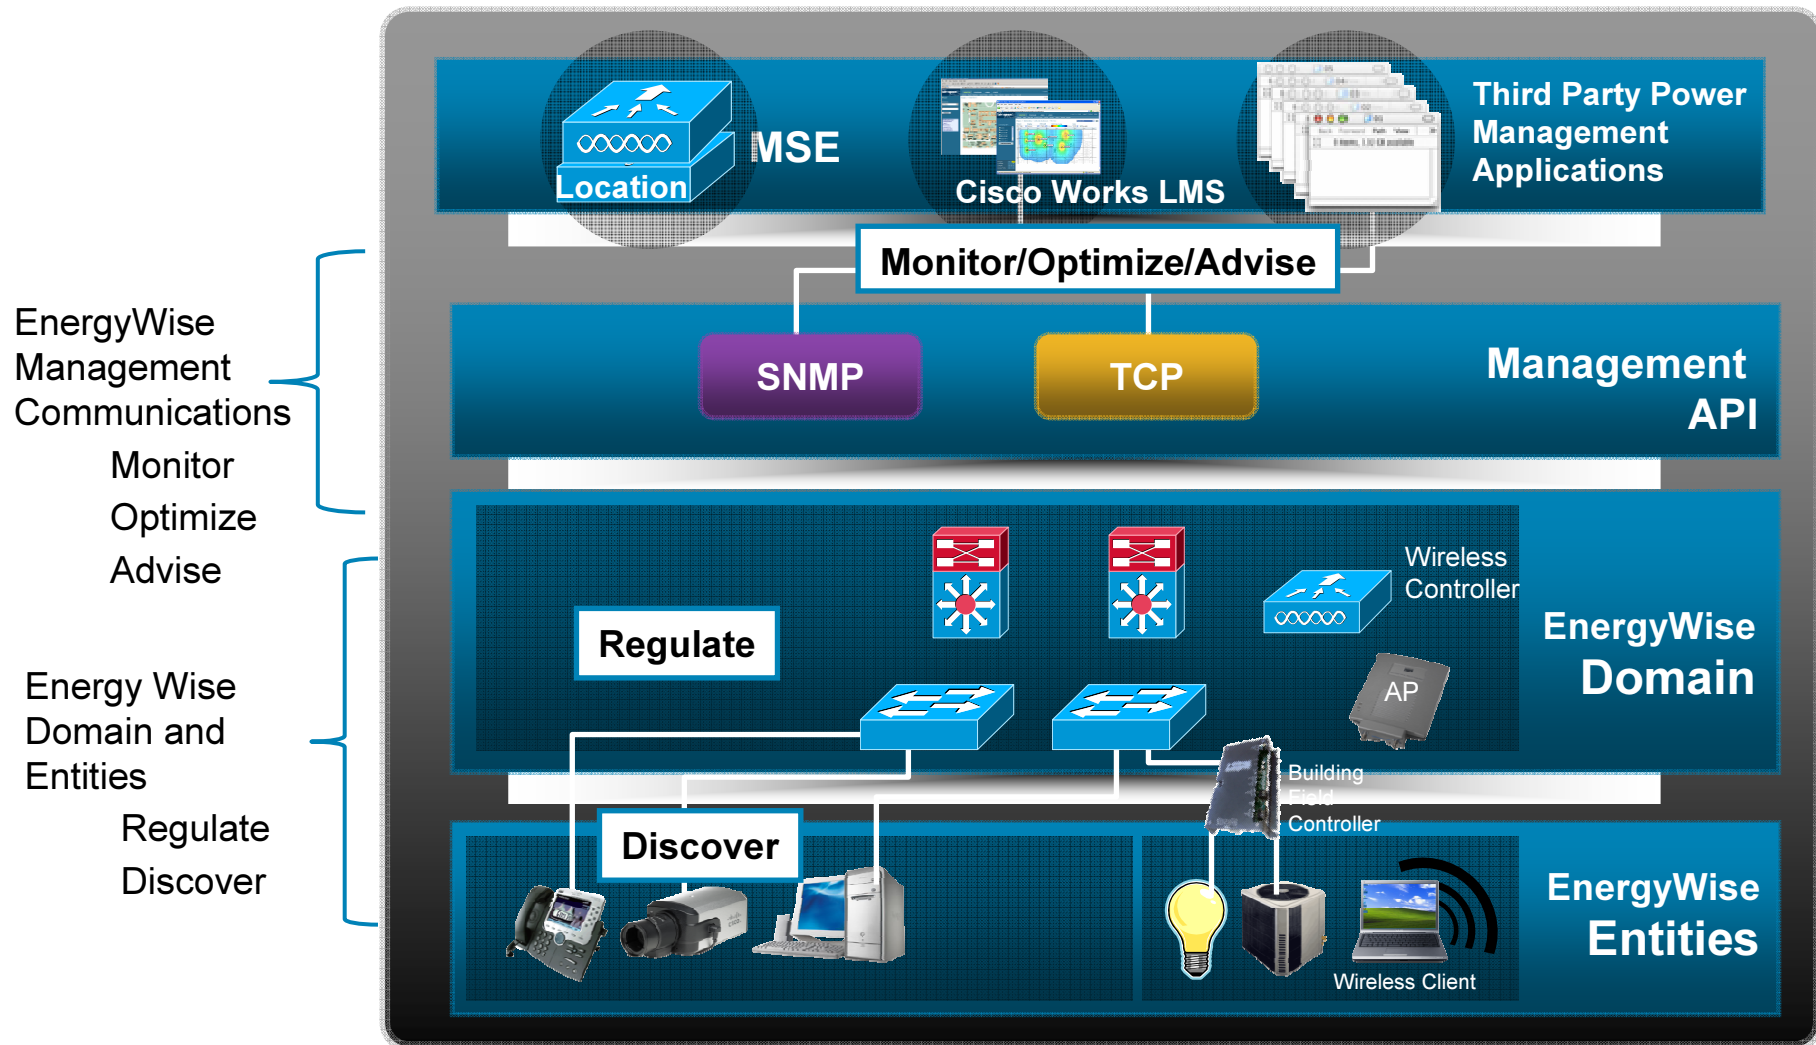 MSE
Location
Cisco Works LMS
Third Party Power
Management
Applications
Monitor/Optimize/Advise
SNMP
TCP
Management
API
EnergyWise
Management
Communications
Monitor
Optimize
Advise
Wireless
Controller
Regulate
AP
EnergyWise
Domain
Energy Wise
Domain and
Entities
Regulate
Discover
Building
Field
Controller
Discover
Wireless Client
EnergyWise
Entities